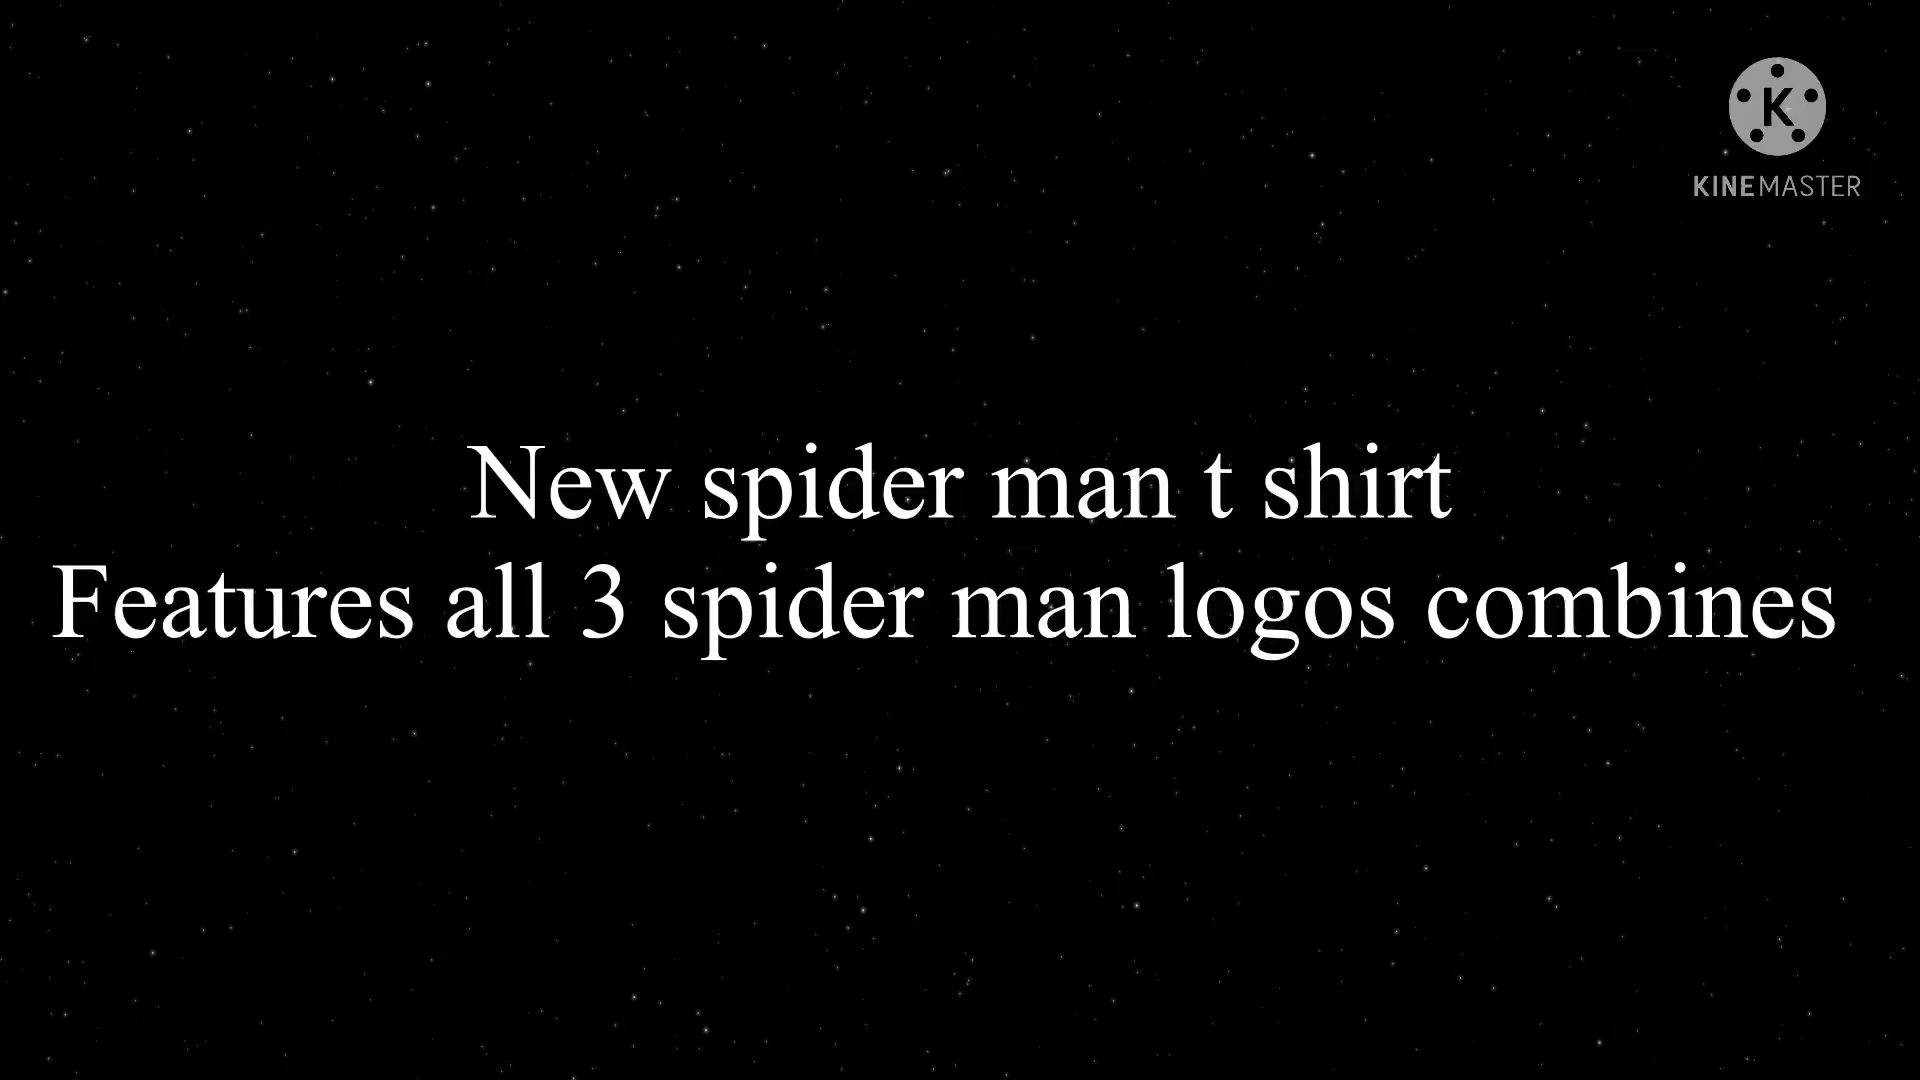 K
KINEMASTER
New spider man t shirt
Features all 3 spider man logos combines